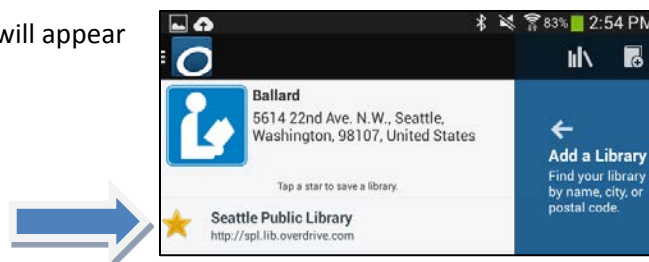 will appear
83% 2:54 PM
Ballard
5614 22nd Ave. N.W., Seattle,
Washington, 98107, United States
Tap a star to save a library.
Seattle Public Library
http://spl.lib.overdrive.com
Add a Library
Find your library
by name, city, or
postal code.